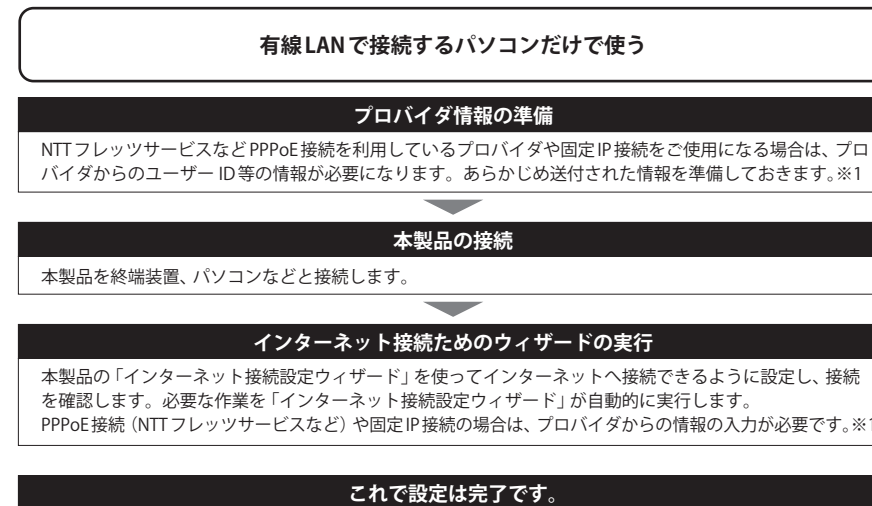 有線LANで接続するパソコンだけで使う
プロバイダ情報の準備
NTTフレッツサービスなどPPPoE接続を利用しているプロバイダや固定IP接続をご使用になる場合は、プロ
バイダからのユーザー ID等の情報が必要になります。あらかじめ送付された情報を準備しておきます。※1
本製品の接続
本製品を終端装置、パソコンなどと接続します。
インターネット接続ためのウィザードの実行
本製品の「インターネット接続設定ウィザード」を使ってインターネットへ接続できるように設定し、接続
を確認します。必要な作業を「インターネット接続設定ウィザード」が自動的に実行します。
PPPoE接続（NTTフレッツサービスなど）や固定IP接続の場合は、プロバイダからの情報の入力が必要です。※1
これで設定は完了です。